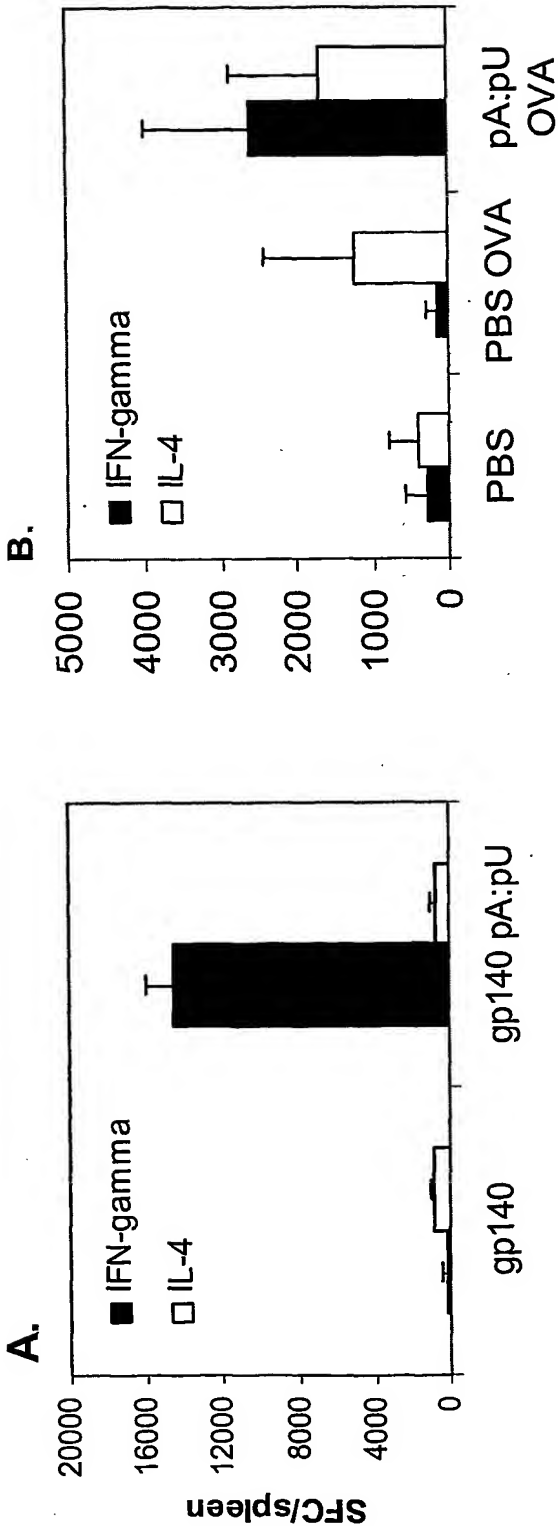 A.
SFC/spleen
20000
16000
12000
8000
4000
0
IFN-gamma
IL-4
gp140
gp140 pA:pU
B.
5000
4000
3000
2000
1000
0
IFN-gamma
IL-4
PBS
PBS OVA
pA:pU
OVA